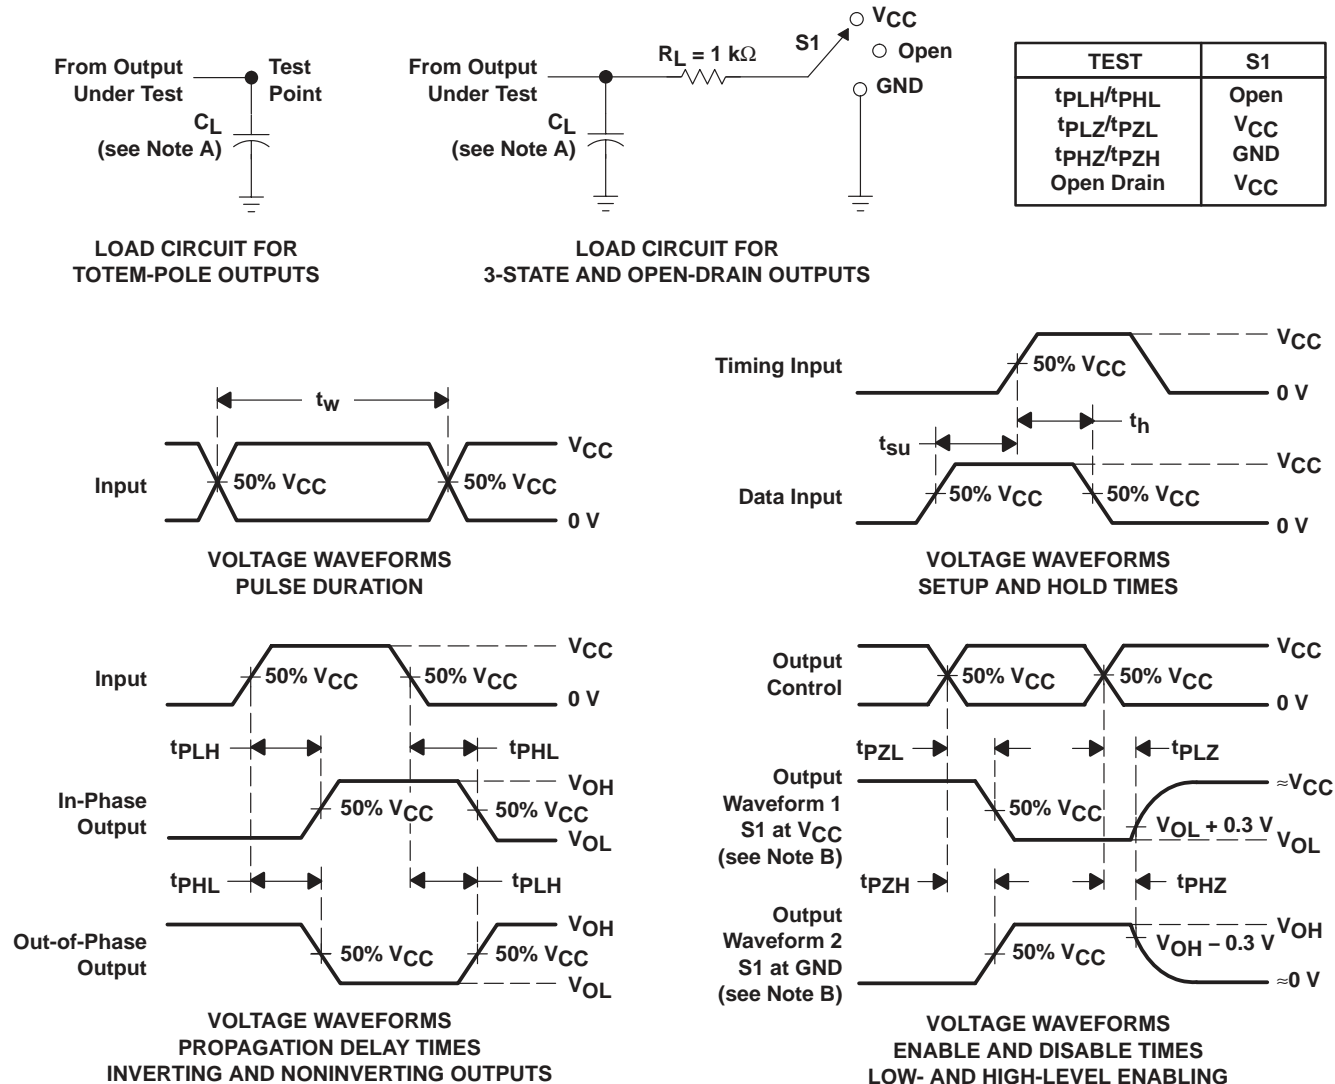 From Output
Under Test
Test
Point
CL
(see Note A)
LOAD CIRCUIT FOR
TOTEM-POLE OUTPUTS
From Output
Under Test
RL = 1 kΩ
S1
VCC
Open
GND
CL
(see Note A)
LOAD CIRCUIT FOR
3-STATE AND OPEN-DRAIN OUTPUTS
TEST S1
tPLH/tPHL Open
tPLZ/tPZL VCC
tPHZ/tPZH GND
Open Drain VCC
tw
Input
50% VCC
50% VCC
VCC
0 V
VOLTAGE WAVEFORMS
PULSE DURATION
Timing Input
50% VCC
VCC
0 V
th
tsu
Data Input
50% VCC
50% VCC
VCC
0 V
VOLTAGE WAVEFORMS
SETUP AND HOLD TIMES
Input
50% VCC
50% VCC
VCC
0 V
tPLH
tPHL
In-Phase
Output
50% VCC
50% VCC
VOH
VOL
tPHL
tPLH
Out-of-Phase
Output
50% VCC
50% VCC
VOH
VOL
VOLTAGE WAVEFORMS
PROPAGATION DELAY TIMES
INVERTING AND NONINVERTING OUTPUTS
Output
Control
50% VCC
50% VCC
VCC
0 V
tPZL
tPLZ
Output
Waveform 1
S1 at VCC
(see Note B)
50% VCC
≈VCC
VOL + 0.3 V
VOL
tPZH
tPHZ
Output
Waveform 2
S1 at GND
(see Note B)
50% VCC
VOH
VOH – 0.3 V
≈0 V
VOLTAGE WAVEFORMS
ENABLE AND DISABLE TIMES
LOW- AND HIGH-LEVEL ENABLING